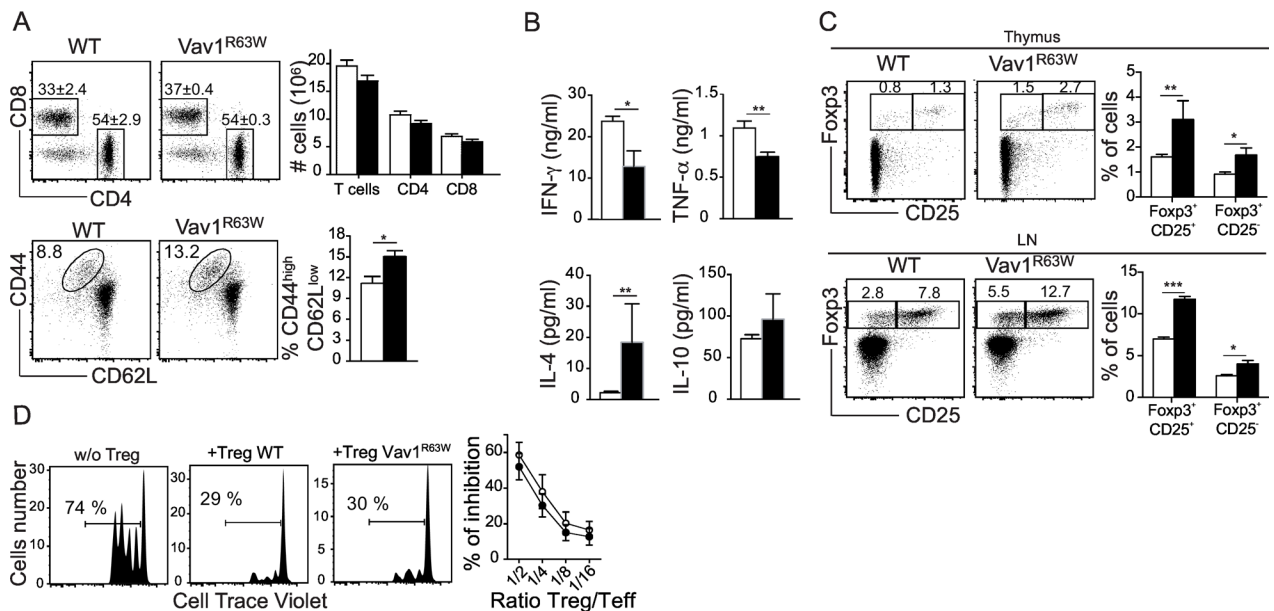 A
WT
Vav1R63W
CD8
33±2.4
54±2.9
37±0.4
54±0.3
CD4
# cells (10⁶)
20
15
10
5
0
T cells
CD4
CD8
WT
Vav1R63W
CD44
8.8
13.2
CD62L
% CD44high
CD62Llow
18
15
12
9
6
3
0
*
B
IFN-γ (ng/ml)
30
20
10
0
*
TNF-α (ng/ml)
1.5
1
0.5
0
**
IL-4 (pg/ml)
40
30
20
10
0
**
IL-10 (pg/ml)
150
100
50
0
C
Thymus
WT
Vav1R63W
Foxp3
0.8
1.3
1.5
2.7
CD25
% of cells
5
4
3
2
1
0
**
*
Foxp3+
CD25+
Foxp3+
CD25-
LN
WT
Vav1R63W
Foxp3
2.8
7.8
5.5
12.7
CD25
% of cells
15
10
5
0
***
*
Foxp3+
CD25+
Foxp3+
CD25-
D
w/o Treg
+Treg WT
+Treg Vav1R63W
Cells number
30
20
10
0
74 %
30
20
10
0
29 %
15
10
5
0
30 %
Cell Trace Violet
% of inhibition
60
40
20
0
1/2
1/4
1/8
1/16
Ratio Treg/Teff